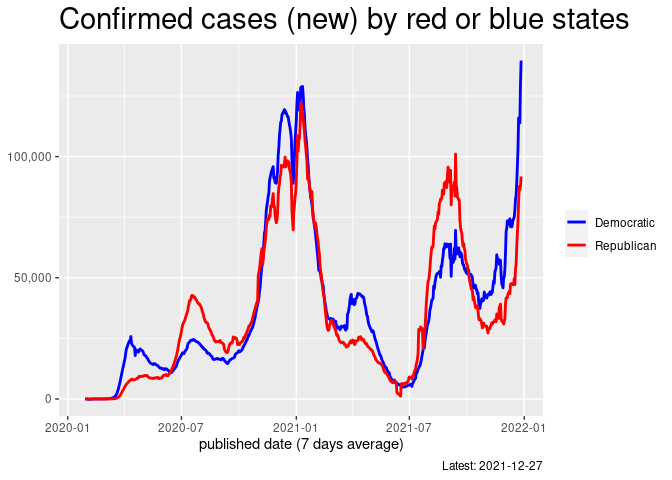 Confirmed cases (new) by red or blue states
100,000
50,000
0
2020-01 2020-07 2021-01 2021-07 2022-01
published date (7 days average)
Democratic
Republican
Latest: 2021-12-27